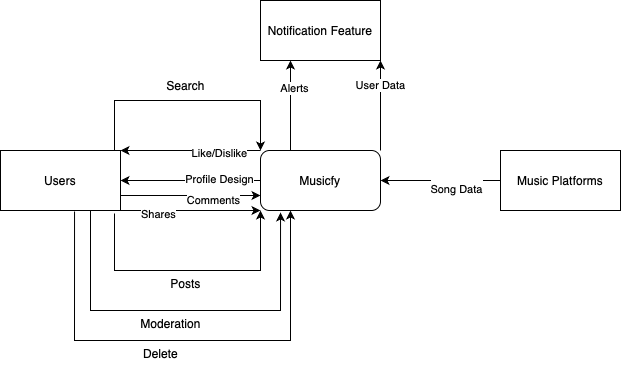 Notification Feature
Search
Alerts
User Data
Like/Dislike
Users
Profile Design
Musicfy
Music Platforms
Song Data
Comments
Shares
Posts
Moderation
Delete